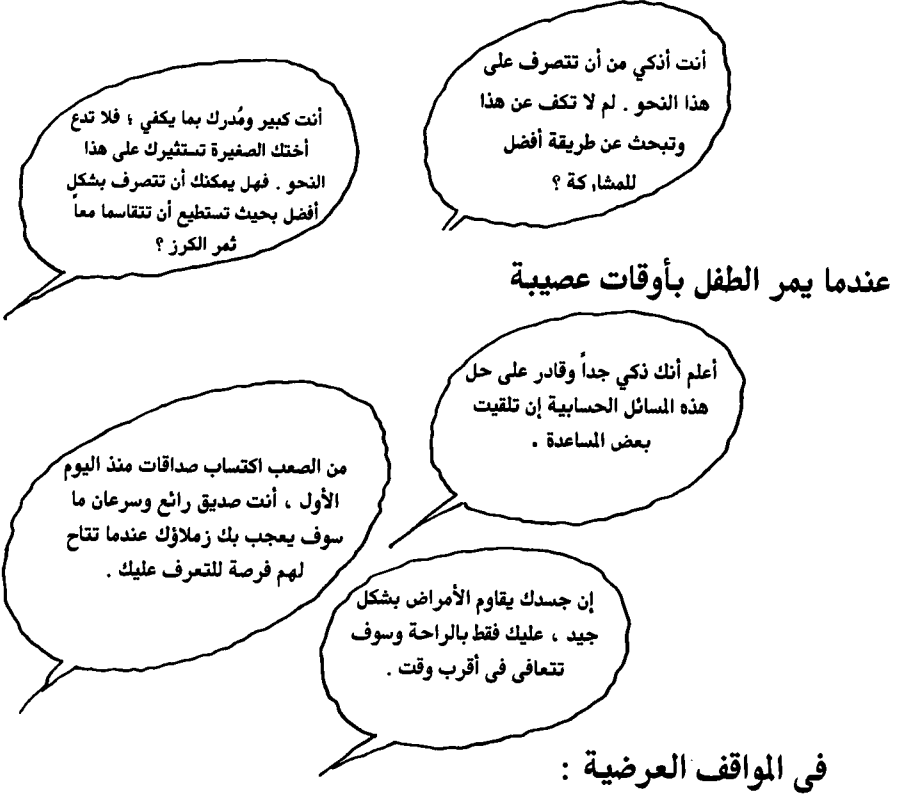 أنت أذكي من أن تتصرف على
هذا النحو . لم لا تكف عن هذا
وتبحث عن طريقة أفضل
للمشاركة ؟
أنت كبير ومُدرك بما يكفي ؛ فلا تدع
أختك الصغيرة تستثيرك على هذا
النحو . فهل يمكنك أن تتصرف بشكل
أفضل بحيث تستطيع أن تتقاسما معاً
ثمر الكرز ؟
عندما يمر الطفل بأوقات عصيبة
أعلم أنك ذكي جداً وقادر على حل
هذه المسائل الحسابية إن تلقيت
بعض المساعدة .
من الصعب اكتساب صداقات منذ اليوم
الأول ، أنت صديق رائع وسرعان ما
سوف يعجب بك زملاؤك عندما تتاح
لهم فرصة للتعرف عليك .
إن جسدك يقاوم الأمراض بشكل
جيد ، عليك فقط بالراحة وسوف
تتعافى فى أقرب وقت .
فى المواقف العرضية :